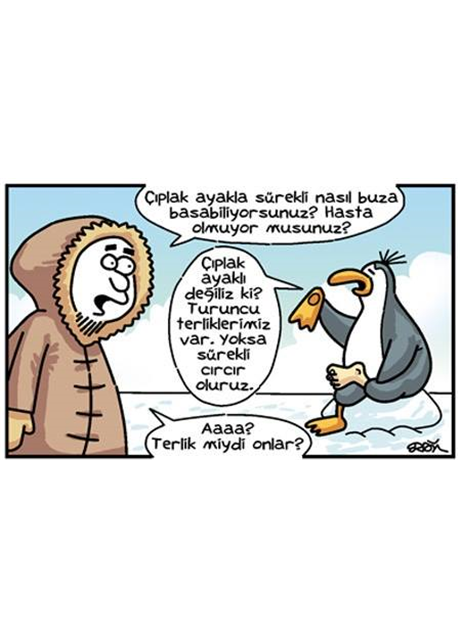 Çıplak ayakla sürekli nasıl buza
basabiliyorsunuz? Hasta
olmuyor musunuz?
Çıplak
ayaklı
değiliz ki?
Turuncu
terliklerimiz
var. Yoksa
sürekli
cırcır
oluruz.
Aaaa?
Terlik miydi onlar?